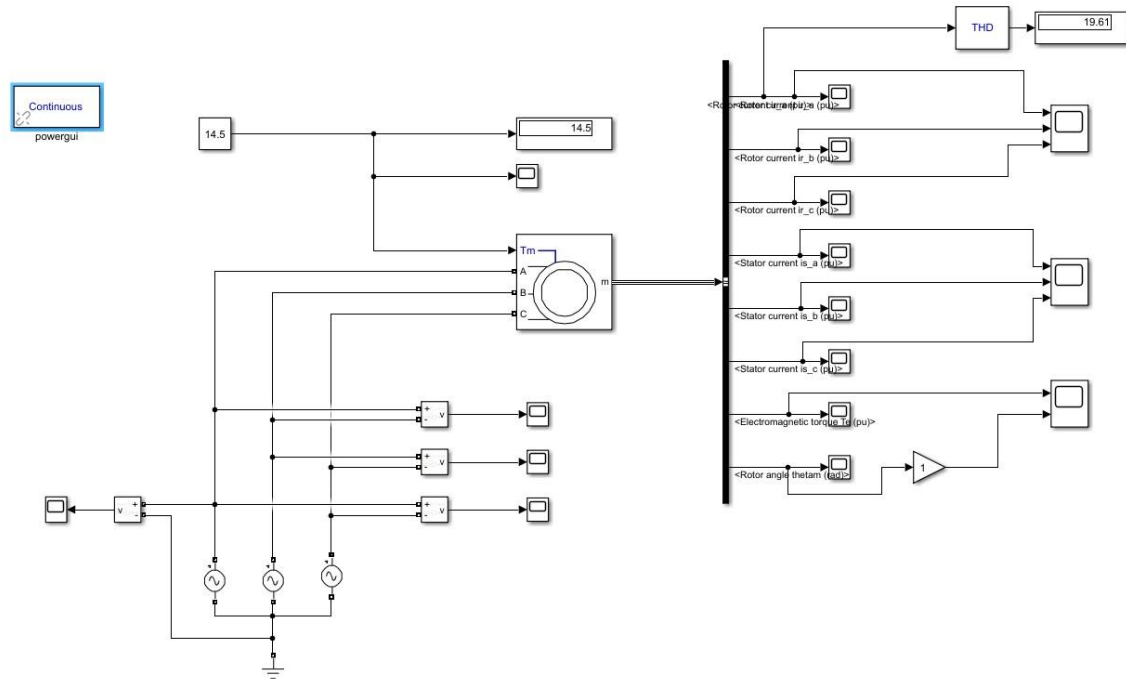 THD
19.61
Continuous
powergui
14.5
14.5
<Rotor current ir_b (pu)>
<Rotor current ir_c (pu)>
Tm
A
B
C
m
<Stator current is_a (pu)>
<Stator current is_b (pu)>
<Stator current is_c (pu)>
<Electromagnetic torque Te (pu)>
<Rotor angle thetam (rad)>
1
+
-
v
+
-
v
+
-
v
v
+
-